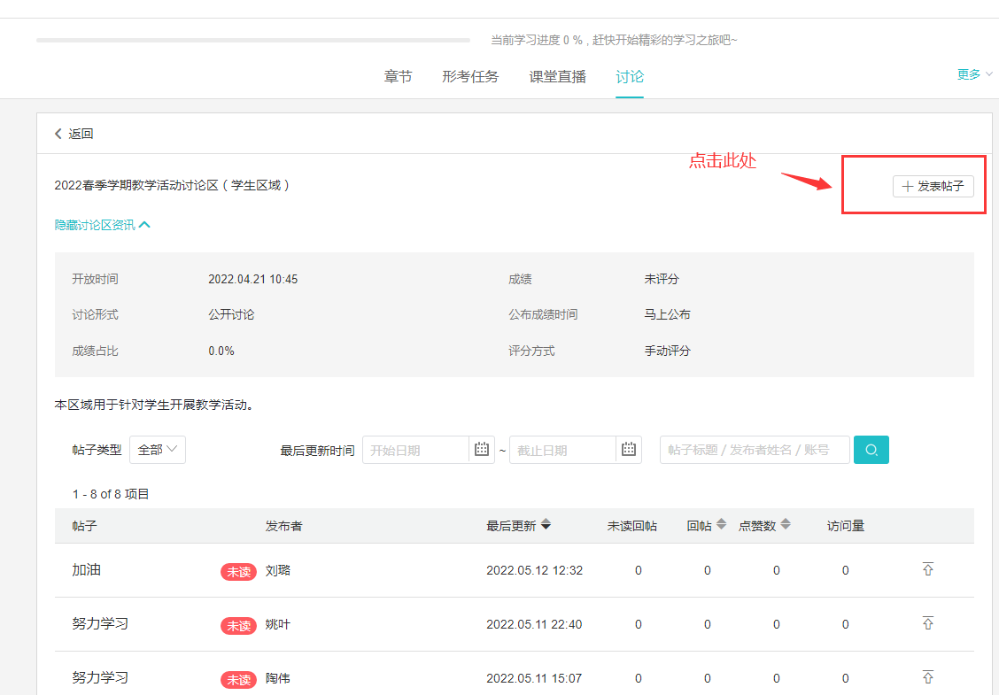 当前学习进度 0 % , 赶快开始精彩的学习之旅吧~
章节 形考任务 课堂直播 讨论 更多
返回
点击此处
2022春季学期教学活动讨论区（学生区域） 发表帖子
隐藏讨论区资讯
开放时间 2022.04.21 10:45 成绩 未评分
讨论形式 公开讨论 公布成绩时间 马上公布
成绩占比 0.0% 评分方式 手动评分
本区域用于针对学生开展教学活动。
帖子类型 全部 最后更新时间 开始日期 ~ 截止日期 帖子标题 / 发布者姓名 / 账号
1 - 8 of 8 项目
帖子 发布者 最后更新 未读回帖 回帖 点赞数 访问量
加油 未读 刘璐 2022.05.12 12:32 0 0 0 0
努力学习 未读 姚叶 2022.05.11 22:40 0 0 0 0
努力学习 未读 陶伟 2022.05.11 15:07 0 0 0 0